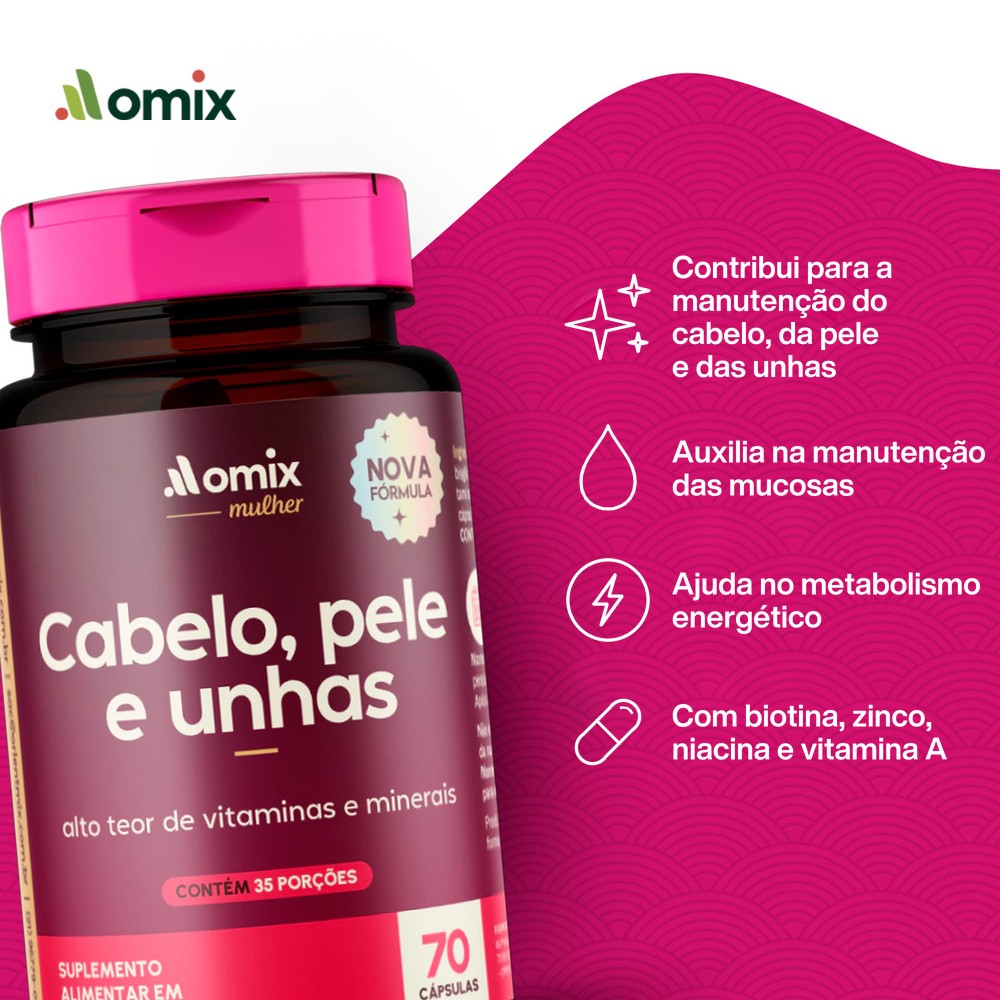 omix
Contribui para a
manutenção do
cabelo, da pele
e das unhas
Auxilia na manutenção
das mucosas
Ajuda no metabolismo
energético
Com biotina, zinco,
niacina e vitamina A
omix
mulher
NOVA
FÓRMULA
Cabelo, pele
e unhas
alto teor de vitaminas e minerais
CONTÉM 35 PORÇÕES
SUPLEMENTO
ALIMENTAR EM
70
CÁPSULAS